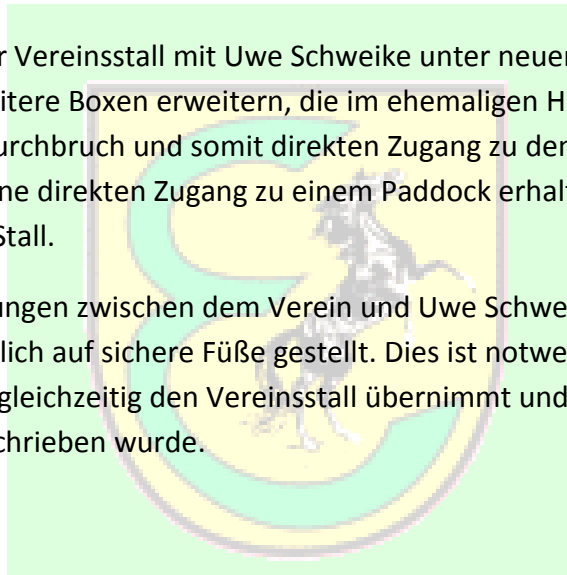 r Vereinsstall mit Uwe Schweike unter neuer
itere Boxen erweitern, die im ehemaligen H
urchbruch und somit direkten Zugang zu der
ne direkten Zugang zu einem Paddock erhalt
Stall.
ungen zwischen dem Verein und Uwe Schwe
lich auf sichere Füße gestellt. Dies ist notwe
gleichzeitig den Vereinsstall übernimmt und
chrieben wurde.